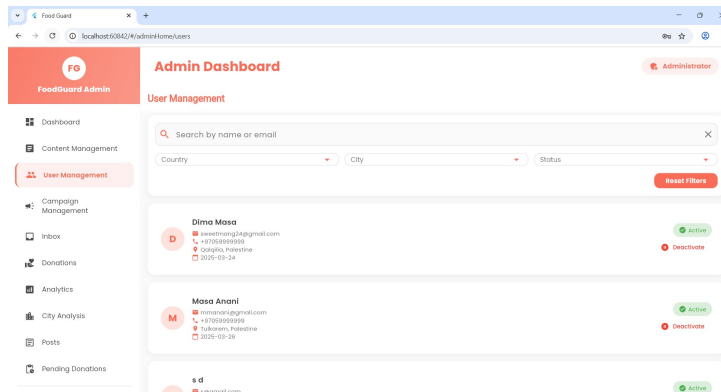 Food Guard
localhost:60842/#/adminHome/users
FG
FoodGuard Admin
Dashboard
Content Management
User Management
Campaign
Management
Inbox
Donations
Analytics
City Analysis
Posts
Pending Donations
Admin Dashboard
Administrator
User Management
Search by name or email
Country
City
Status
Reset Filters
D
Dima Masa
sweetmang24@gmail.com
+97059999999
Qalqilia, Palestine
2025-03-24
Active
Deactivate
M
Masa Anani
mmanani@gmail.com
+97059999999
Tulkarem, Palestine
2025-03-26
Active
Deactivate
s d
s@gmail.com
Active